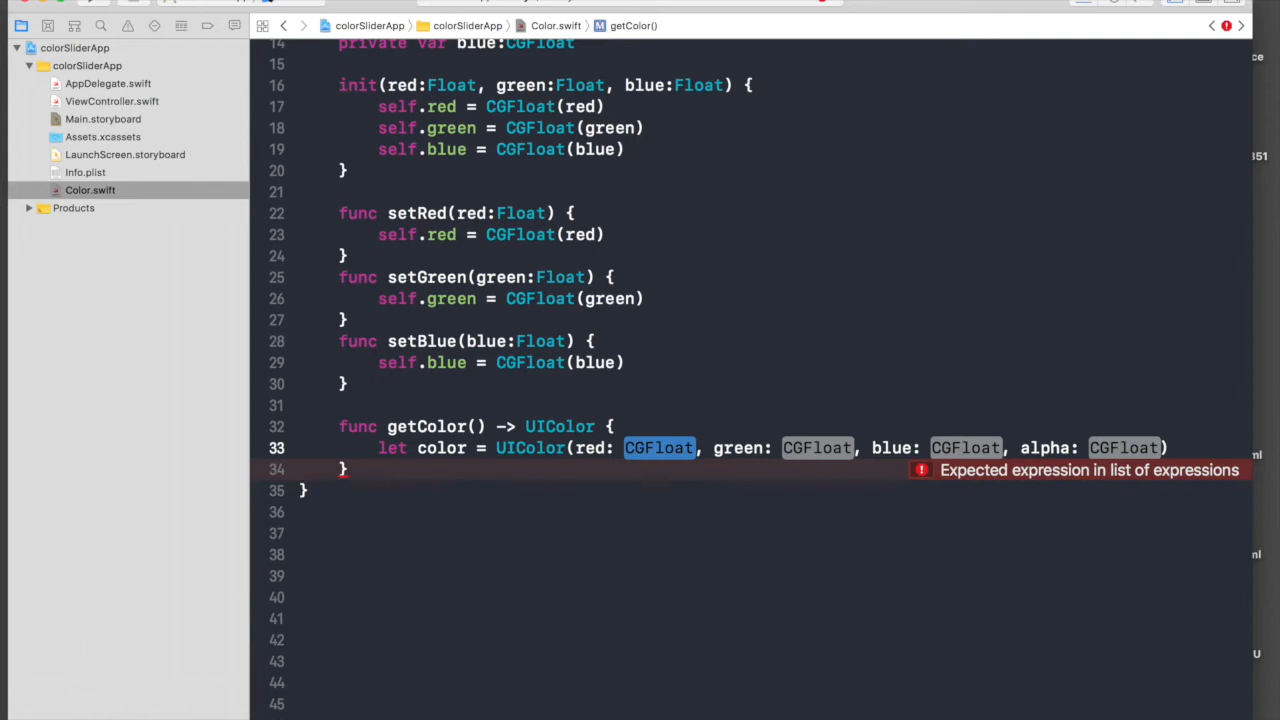 colorSliderApp
colorSliderApp
Color.swift
M
getColor()
colorSliderApp
colorSliderApp
AppDelegate.swift
ViewController.swift
Main.storyboard
Assets.xcassets
LaunchScreen.storyboard
Info.plist
Color.swift
Products
14 private var blue:CGFloat
15
16 init(red:Float, green:Float, blue:Float) {
17 self.red = CGFloat(red)
18 self.green = CGFloat(green)
19 self.blue = CGFloat(blue)
20 }
21
22 func setRed(red:Float) {
23 self.red = CGFloat(red)
24 }
25 func setGreen(green:Float) {
26 self.green = CGFloat(green)
27 }
28 func setBlue(blue:Float) {
29 self.blue = CGFloat(blue)
30 }
31
32 func getColor() -> UIColor {
33 let color = UIColor(red: CGFloat, green: CGFloat, blue: CGFloat, alpha: CGFloat)
34 } Expected expression in list of expressions
35 }
36
37
38
39
40
41
42
43
44
45
ce
351
ml
ml
U